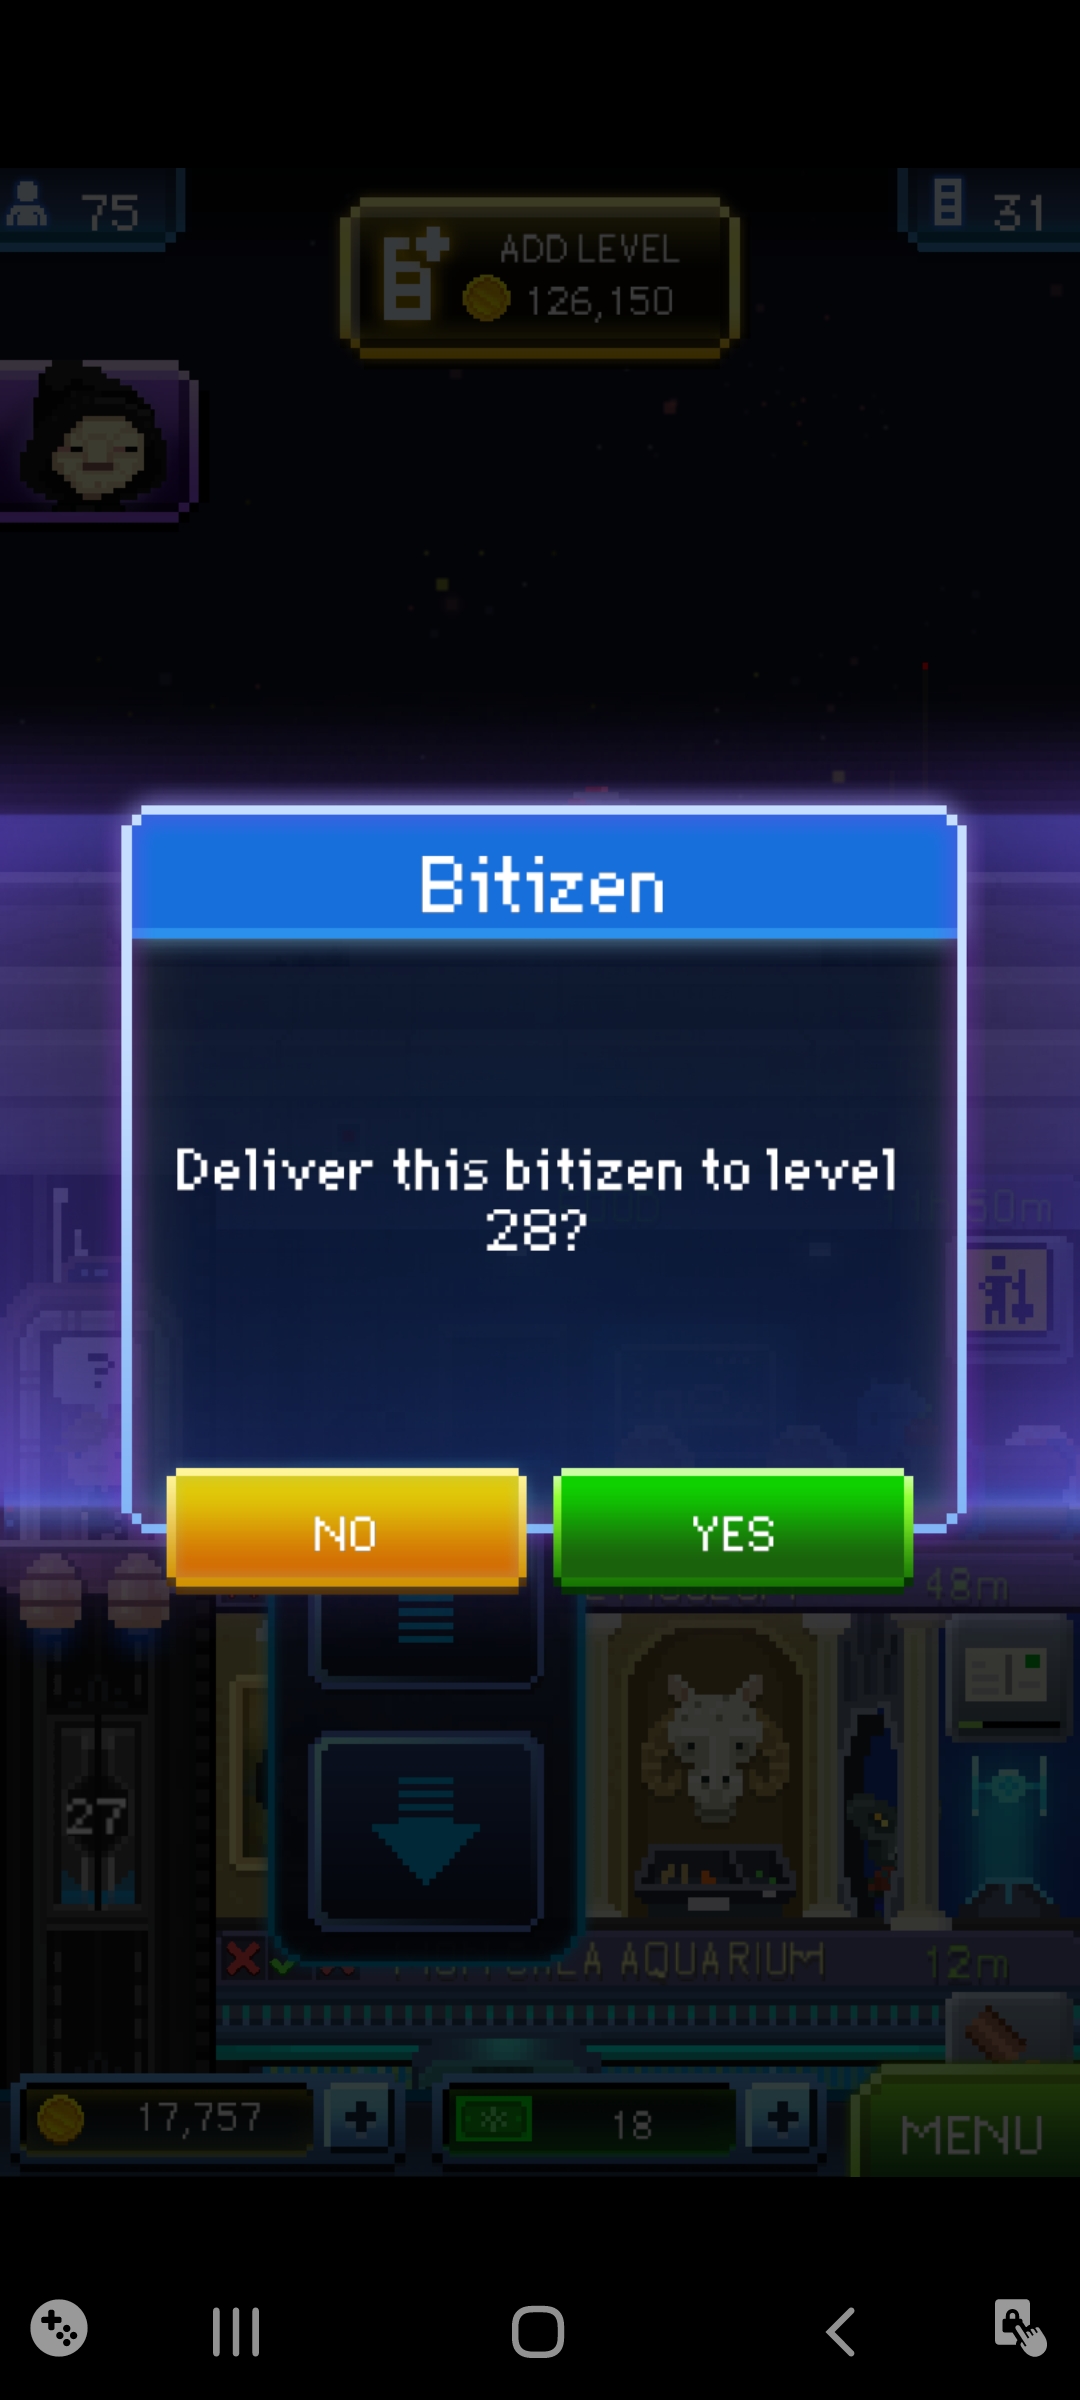 75
ADD LEVEL
126,150
31
Bitizen
Deliver this bitizen to level
28?
50m
?
NO
YES
48m
27
AQUARIUM
12m
17,757
18
MENU